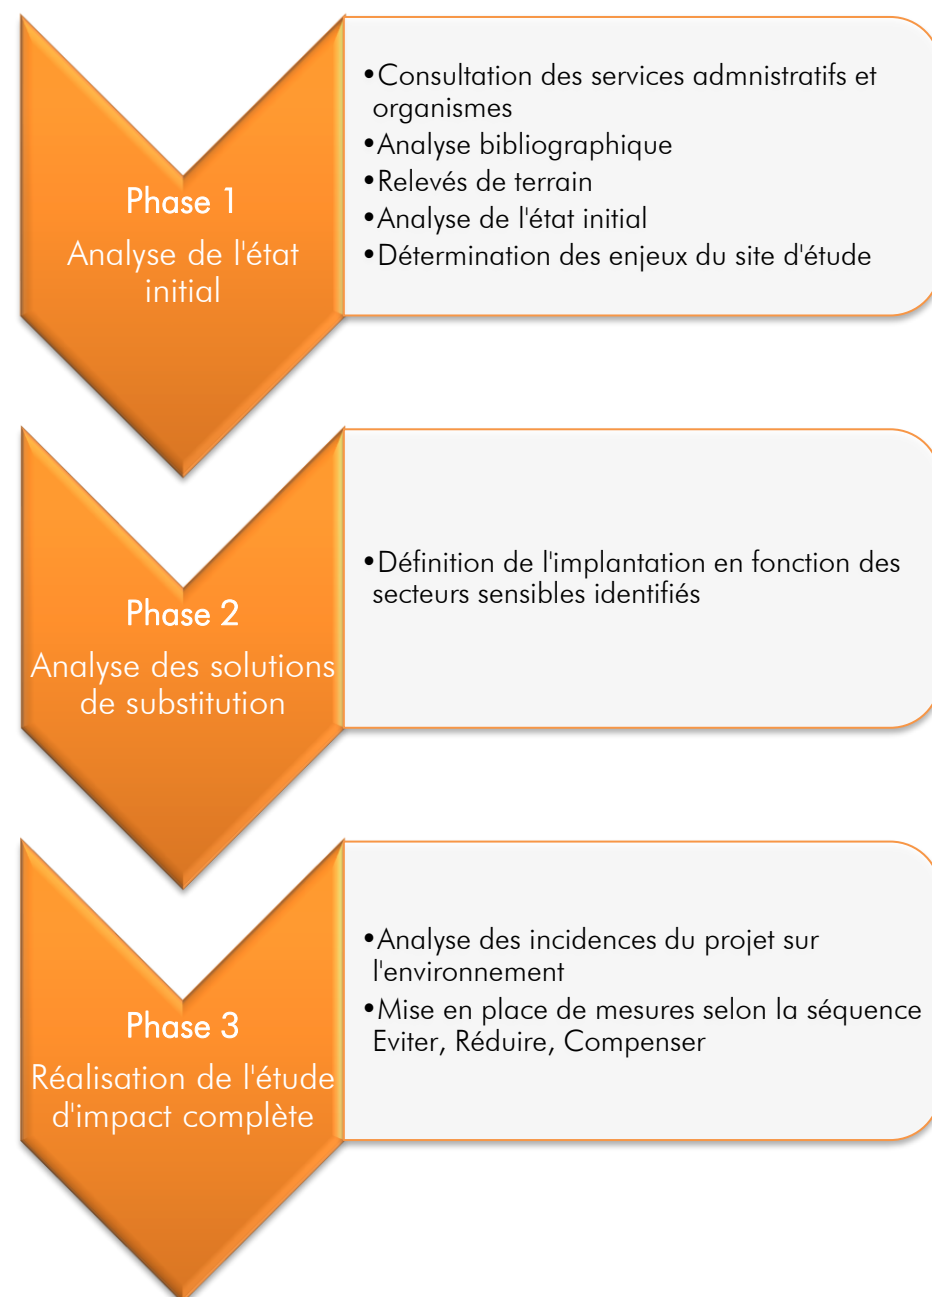 Phase 1
Analyse de l'état
initial
•Consultation des services admnistratifs et
organismes
•Analyse bibliographique
•Relevés de terrain
•Analyse de l'état initial
•Détermination des enjeux du site d'étude
Phase 2
Analyse des solutions
de substitution
•Définition de l'implantation en fonction des
secteurs sensibles identifiés
Phase 3
Réalisation de l'étude
d'impact complète
•Analyse des incidences du projet sur
l'environnement
•Mise en place de mesures selon la séquence
Eviter, Réduire, Compenser